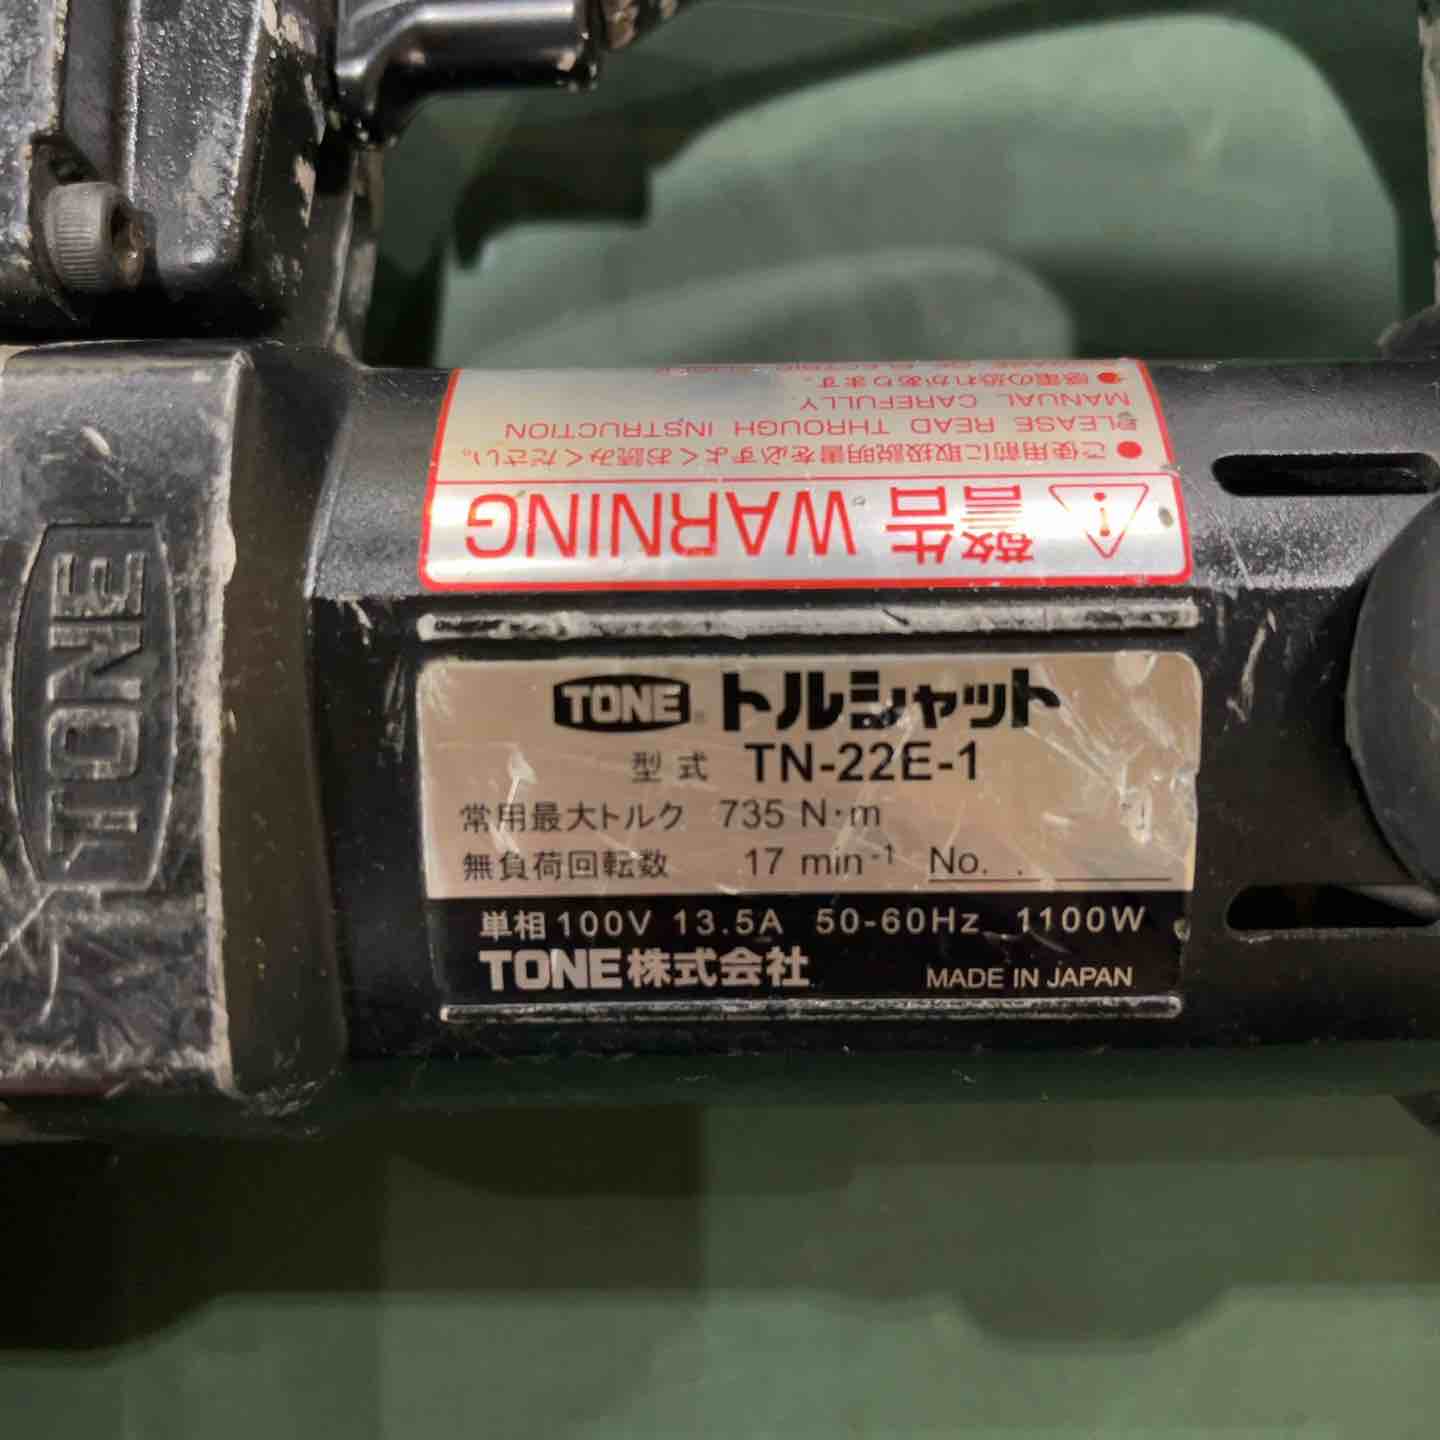 TONE
警告 WARNING
● ご使用前に取扱説明書を必ずよくお読みください。
PLEASE READ THROUGH INSTRUCTION
MANUAL CAREFULLY.
● 感電の恐れがあります。
TONE® トルシャット
型式 TN-22E-1
常用最大トルク 735 N·m
無負荷回転数 17 min⁻¹ No.
単相100V 13.5A 50-60Hz 1100W
TONE株式会社 MADE IN JAPAN